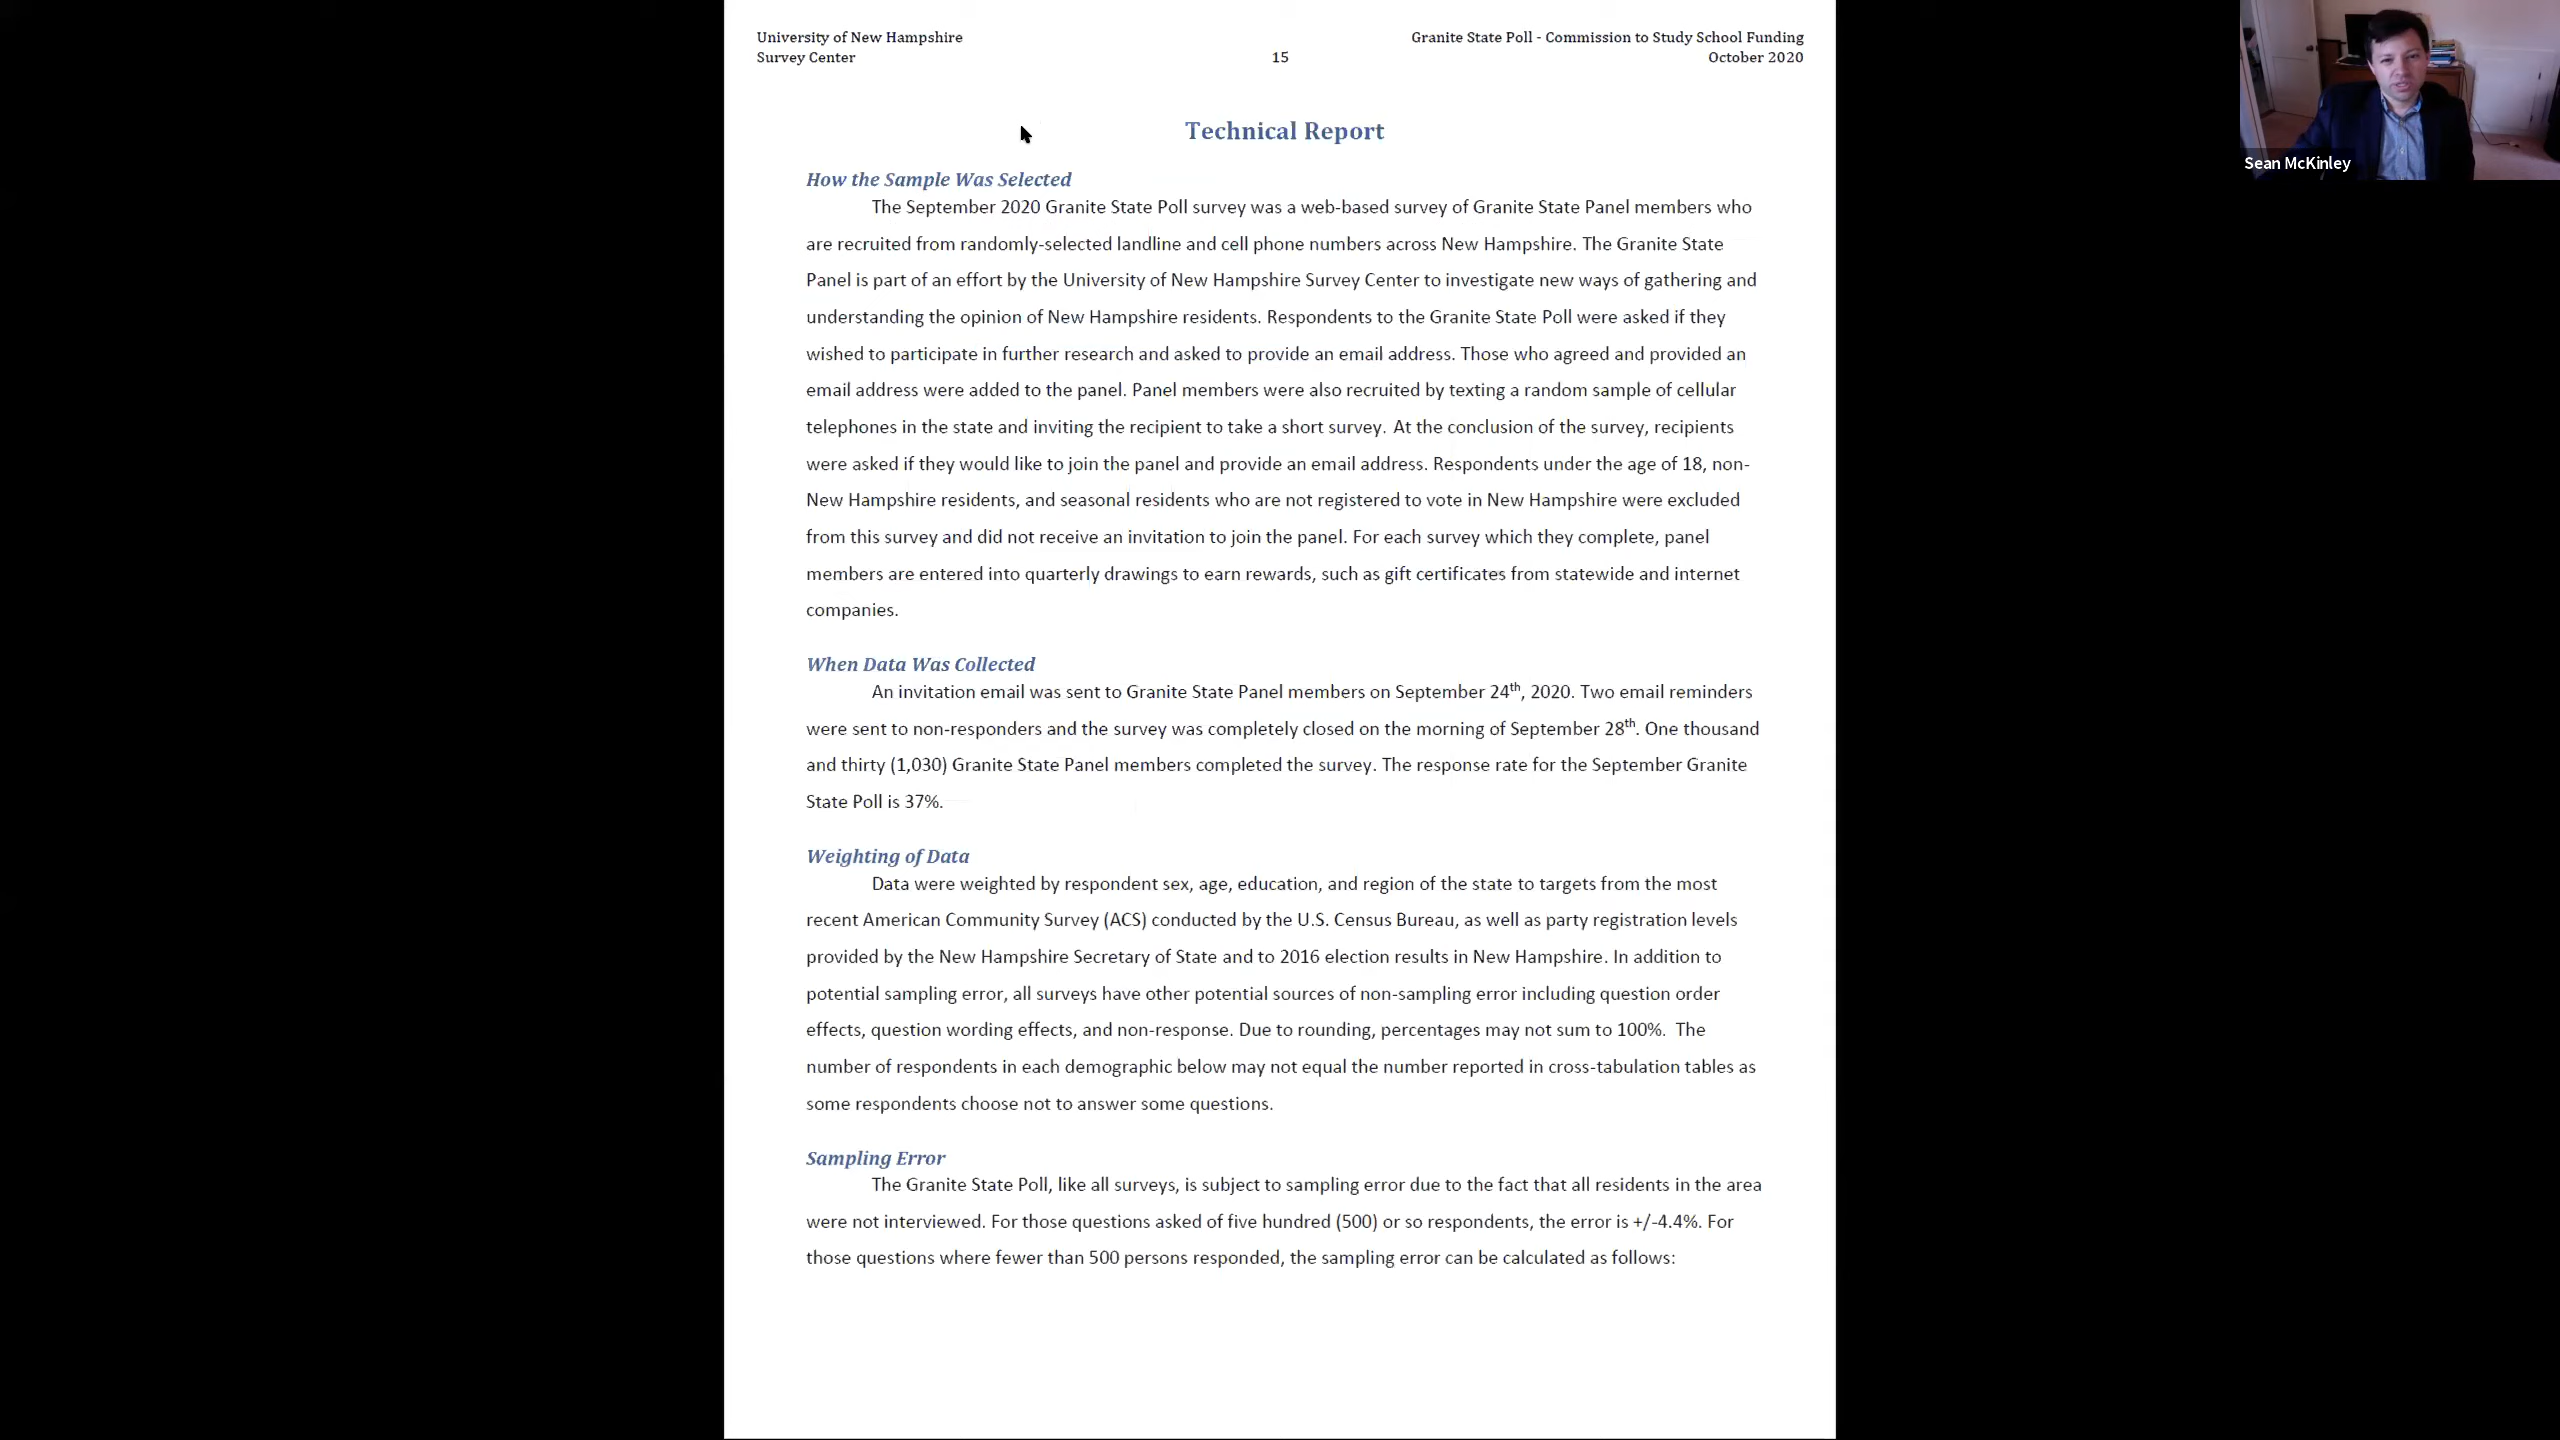 University of New Hampshire
Survey Center
15
Granite State Poll - Commission to Study School Funding
October 2020
Sean McKinley
Technical Report
How the Sample Was Selected
The September 2020 Granite State Poll survey was a web-based survey of Granite State Panel members who
are recruited from randomly-selected landline and cell phone numbers across New Hampshire. The Granite State
Panel is part of an effort by the University of New Hampshire Survey Center to investigate new ways of gathering and
understanding the opinion of New Hampshire residents. Respondents to the Granite State Poll were asked if they
wished to participate in further research and asked to provide an email address. Those who agreed and provided an
email address were added to the panel. Panel members were also recruited by texting a random sample of cellular
telephones in the state and inviting the recipient to take a short survey. At the conclusion of the survey, recipients
were asked if they would like to join the panel and provide an email address. Respondents under the age of 18, non-
New Hampshire residents, and seasonal residents who are not registered to vote in New Hampshire were excluded
from this survey and did not receive an invitation to join the panel. For each survey which they complete, panel
members are entered into quarterly drawings to earn rewards, such as gift certificates from statewide and internet
companies.
When Data Was Collected
An invitation email was sent to Granite State Panel members on September 24th, 2020. Two email reminders
were sent to non-responders and the survey was completely closed on the morning of September 28th. One thousand
and thirty (1,030) Granite State Panel members completed the survey. The response rate for the September Granite
State Poll is 37%.
Weighting of Data
Data were weighted by respondent sex, age, education, and region of the state to targets from the most
recent American Community Survey (ACS) conducted by the U.S. Census Bureau, as well as party registration levels
provided by the New Hampshire Secretary of State and to 2016 election results in New Hampshire. In addition to
potential sampling error, all surveys have other potential sources of non-sampling error including question order
effects, question wording effects, and non-response. Due to rounding, percentages may not sum to 100%. The
number of respondents in each demographic below may not equal the number reported in cross-tabulation tables as
some respondents choose not to answer some questions.
Sampling Error
The Granite State Poll, like all surveys, is subject to sampling error due to the fact that all residents in the area
were not interviewed. For those questions asked of five hundred (500) or so respondents, the error is +/-4.4%. For
those questions where fewer than 500 persons responded, the sampling error can be calculated as follows: